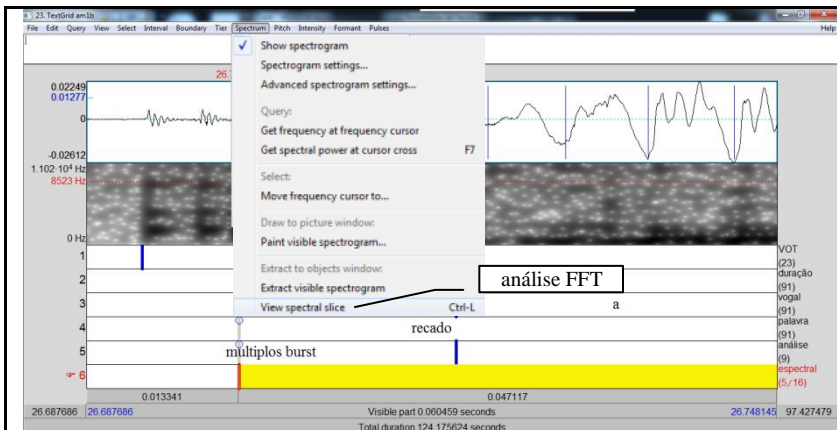 23. TextGrid am1b
File Edit Query View Select Interval Boundary Tier Spectrum Pitch Intensity Formant Pulses Help
Show spectrogram
Spectrogram settings...
Advanced spectrogram settings...
Query:
Get frequency at frequency cursor
Get spectral power at cursor cross F7
Select:
Move frequency cursor to...
Draw to picture window:
Paint visible spectrogram...
Extract to objects window:
Extract visible spectrogram
View spectral slice Ctrl-L
análise FFT
0.02249
0.01277
0
-0.02612
1.102·10⁴ Hz
8523 Hz
0 Hz
1
VOT
(23)
2
duração
(91)
3
a
vogal
(91)
4
recado
palavra
(91)
5
multiplos burst
análise
(9)
6
espectral
(5/16)
0.013341 0.047117
26.687686 26.687686 Visible part 0.060459 seconds 26.748145 97.427479
Total duration 124.175624 seconds